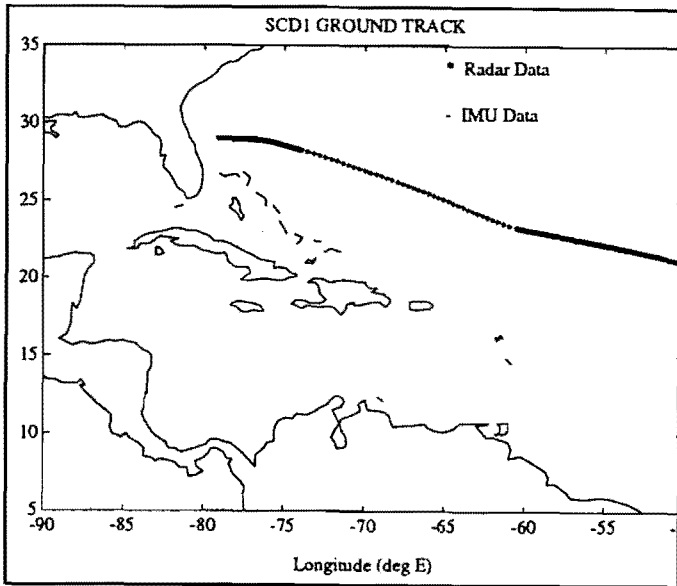 SCD1 GROUND TRACK
35
• Radar Data
30
- IMU Data
25
20
15
10
5
-90 -85 -80 -75 -70 -65 -60 -55
Longitude (deg E)